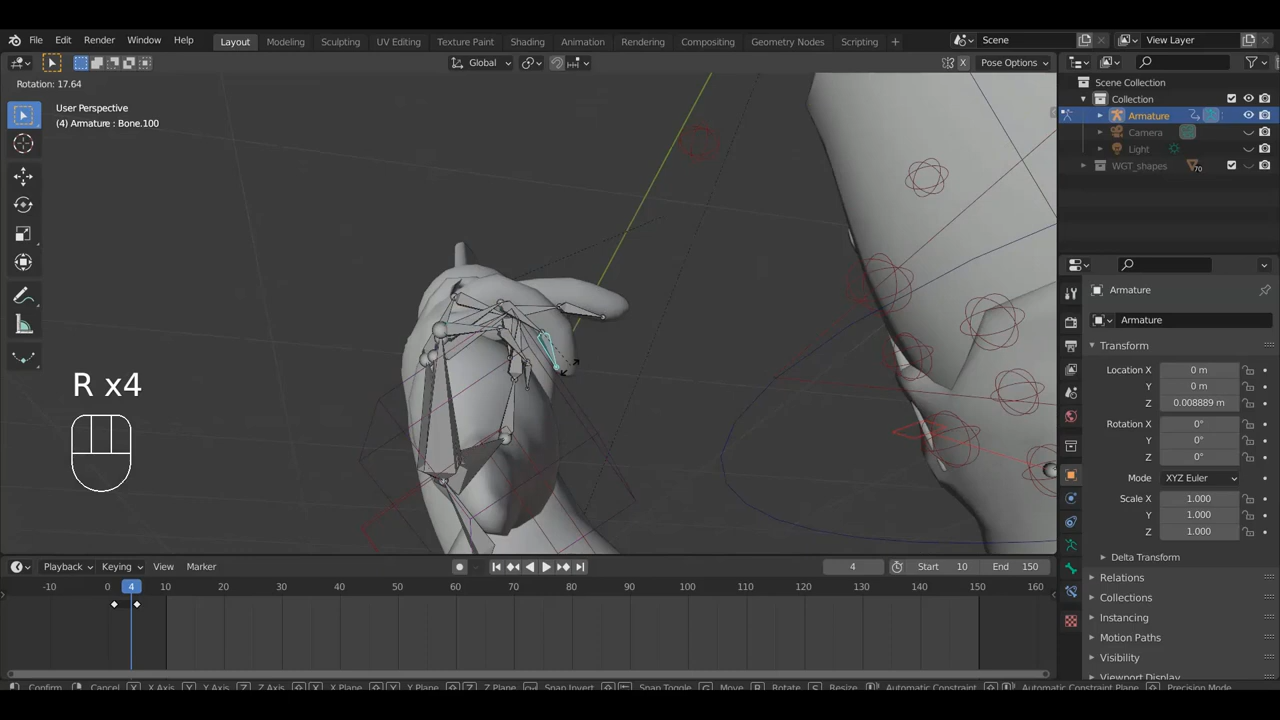 File Edit Render Window Help
Layout Modeling Sculpting UV Editing Texture Paint Shading Animation Rendering Compositing Geometry Nodes Scripting +
Scene
View Layer
Global
X
Pose Options
Rotation: 17.64
User Perspective
(4) Armature : Bone.100
R x4
Scene Collection
Collection
Armature
Camera
Light
WGT_shapes
70
Armature
Armature
Transform
Location X 0 m
Y 0 m
Z 0.008889 m
Rotation X 0°
Y 0°
Z 0°
Mode XYZ Euler
Scale X 1.000
Y 1.000
Z 1.000
Delta Transform
Relations
Collections
Instancing
Motion Paths
Visibility
Viewport Display
Playback Keying View Marker
4
Start 10
End 150
-10 0 4 10 20 30 40 50 60 70 80 90 100 110 120 130 140 150 160
Confirm Cancel X X Axis Y Y Axis Z Z Axis X X Plane Y Y Plane Z Z Plane Snap Invert Snap Toggle G Move R Rotate S Resize Automatic Constraint Automatic Constraint Plane Precision Mode